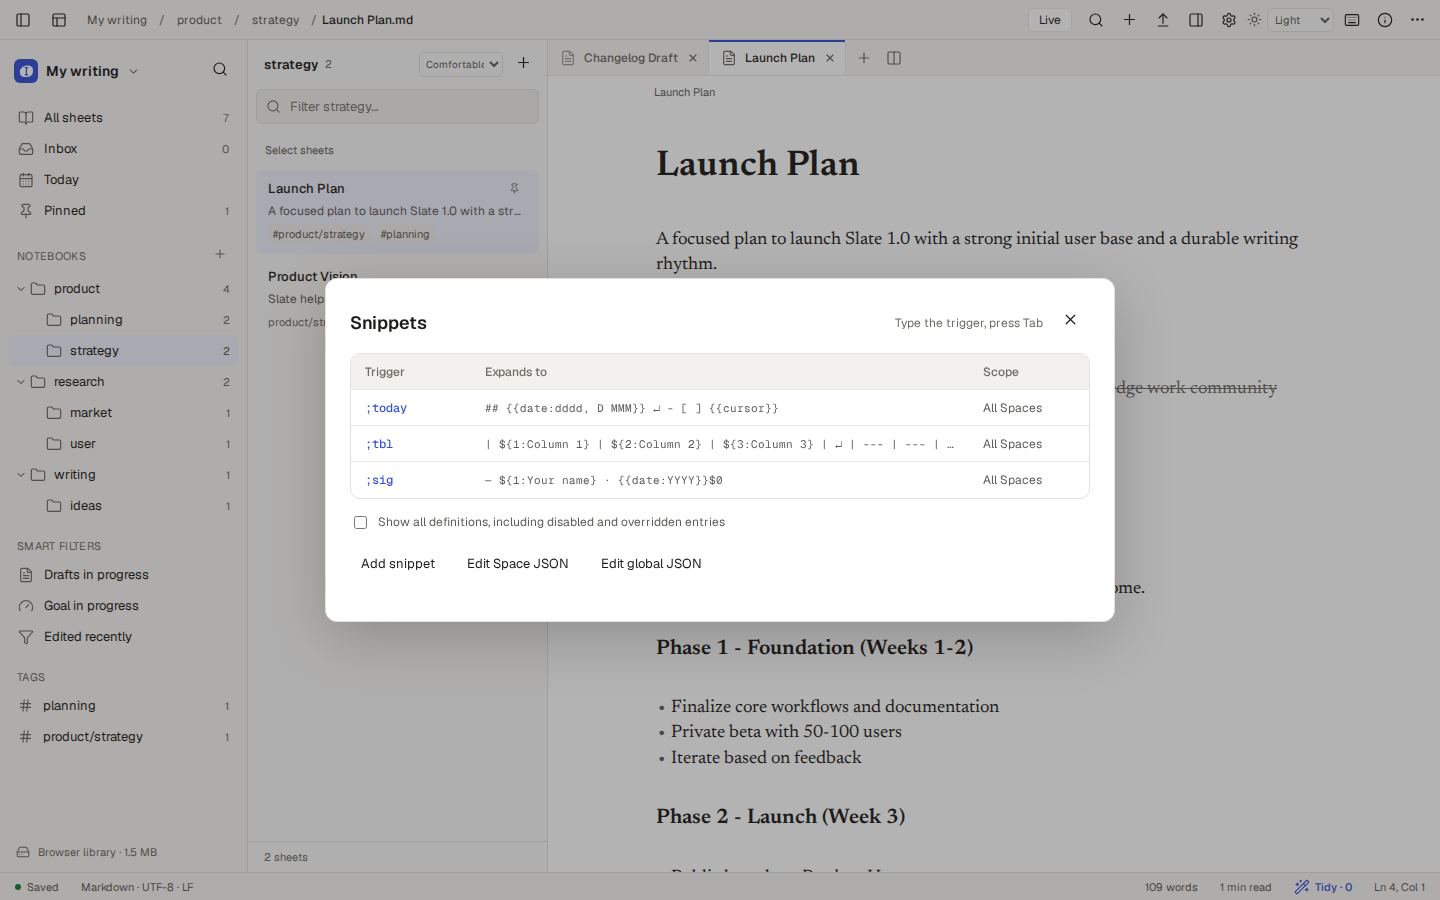 My writing / product / strategy / Launch Plan.md
Live
Light
My writing
All sheets 7
Inbox 0
Today
Pinned 1
NOTEBOOKS
product 4
planning 2
strategy 2
research 2
market 1
user 1
writing 1
ideas 1
SMART FILTERS
Drafts in progress
Goal in progress
Edited recently
TAGS
# planning 1
# product/strategy 1
Browser library · 1.5 MB
strategy 2
Comfortable
Filter strategy…
Select sheets
Launch Plan
A focused plan to launch Slate 1.0 with a str…
#product/strategy #planning
Product Vision
Slate help
product/str
2 sheets
Changelog Draft
Launch Plan
Launch Plan
Launch Plan
A focused plan to launch Slate 1.0 with a strong initial user base and a durable writing
rhythm.
edge work community
ome.
Phase 1 - Foundation (Weeks 1-2)
• Finalize core workflows and documentation
• Private beta with 50-100 users
• Iterate based on feedback
Phase 2 - Launch (Week 3)
Snippets
Type the trigger, press Tab
Trigger Expands to Scope
;today ## {{date:dddd, D MMM}} ↵ - [ ] {{cursor}} All Spaces
;tbl | ${1:Column 1} | ${2:Column 2} | ${3:Column 3} | ↵ | --- | --- | … All Spaces
;sig — ${1:Your name} · {{date:YYYY}}$0 All Spaces
Show all definitions, including disabled and overridden entries
Add snippet Edit Space JSON Edit global JSON
Saved Markdown · UTF-8 · LF
109 words 1 min read Tidy · 0 Ln 4, Col 1